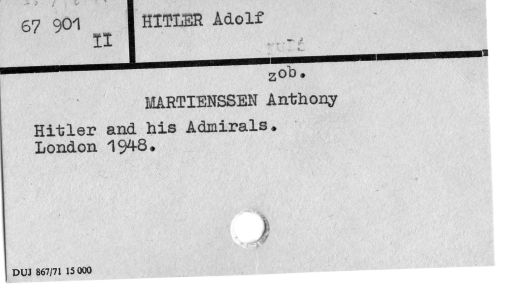 67 901
II
HITLER Adolf
zob.
MARTIENSSEN Anthony
Hitler and his Admirals.
London 1948.
DUJ 867/71 15 000